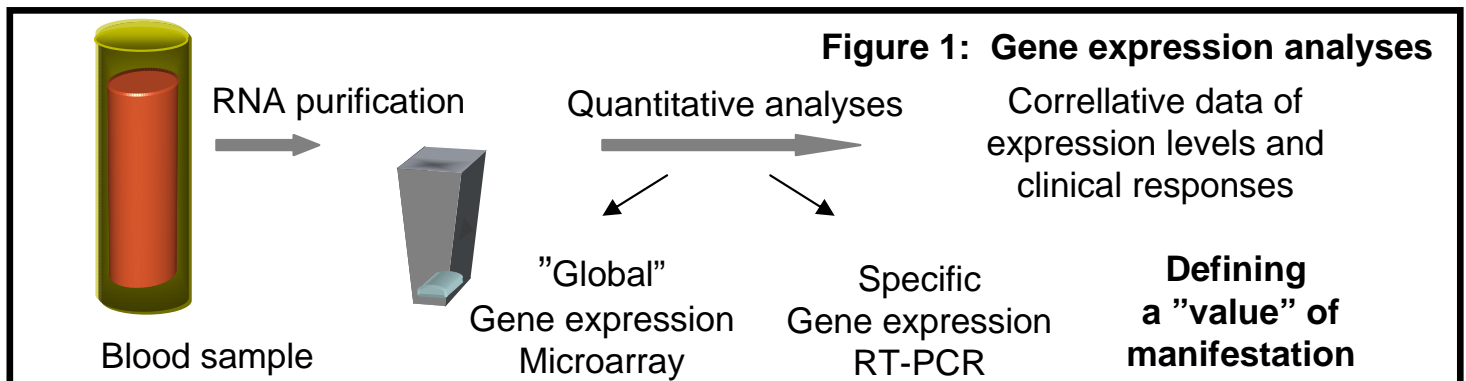 Figure 1:  Gene expression analyses
RNA purification
Quantitative analyses
Correllative data of
expression levels and
clinical responses
Blood sample
”Global”
Gene expression
Microarray
Specific
Gene expression
RT-PCR
Defining
a ”value” of
manifestation